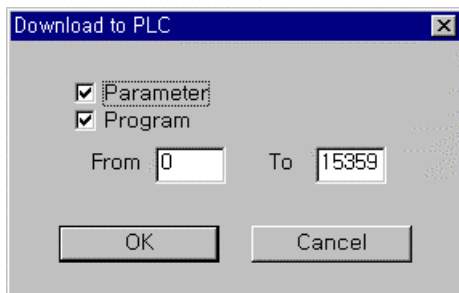 Download to PLC
Parameter
Program
From 0 To 15359
OK Cancel